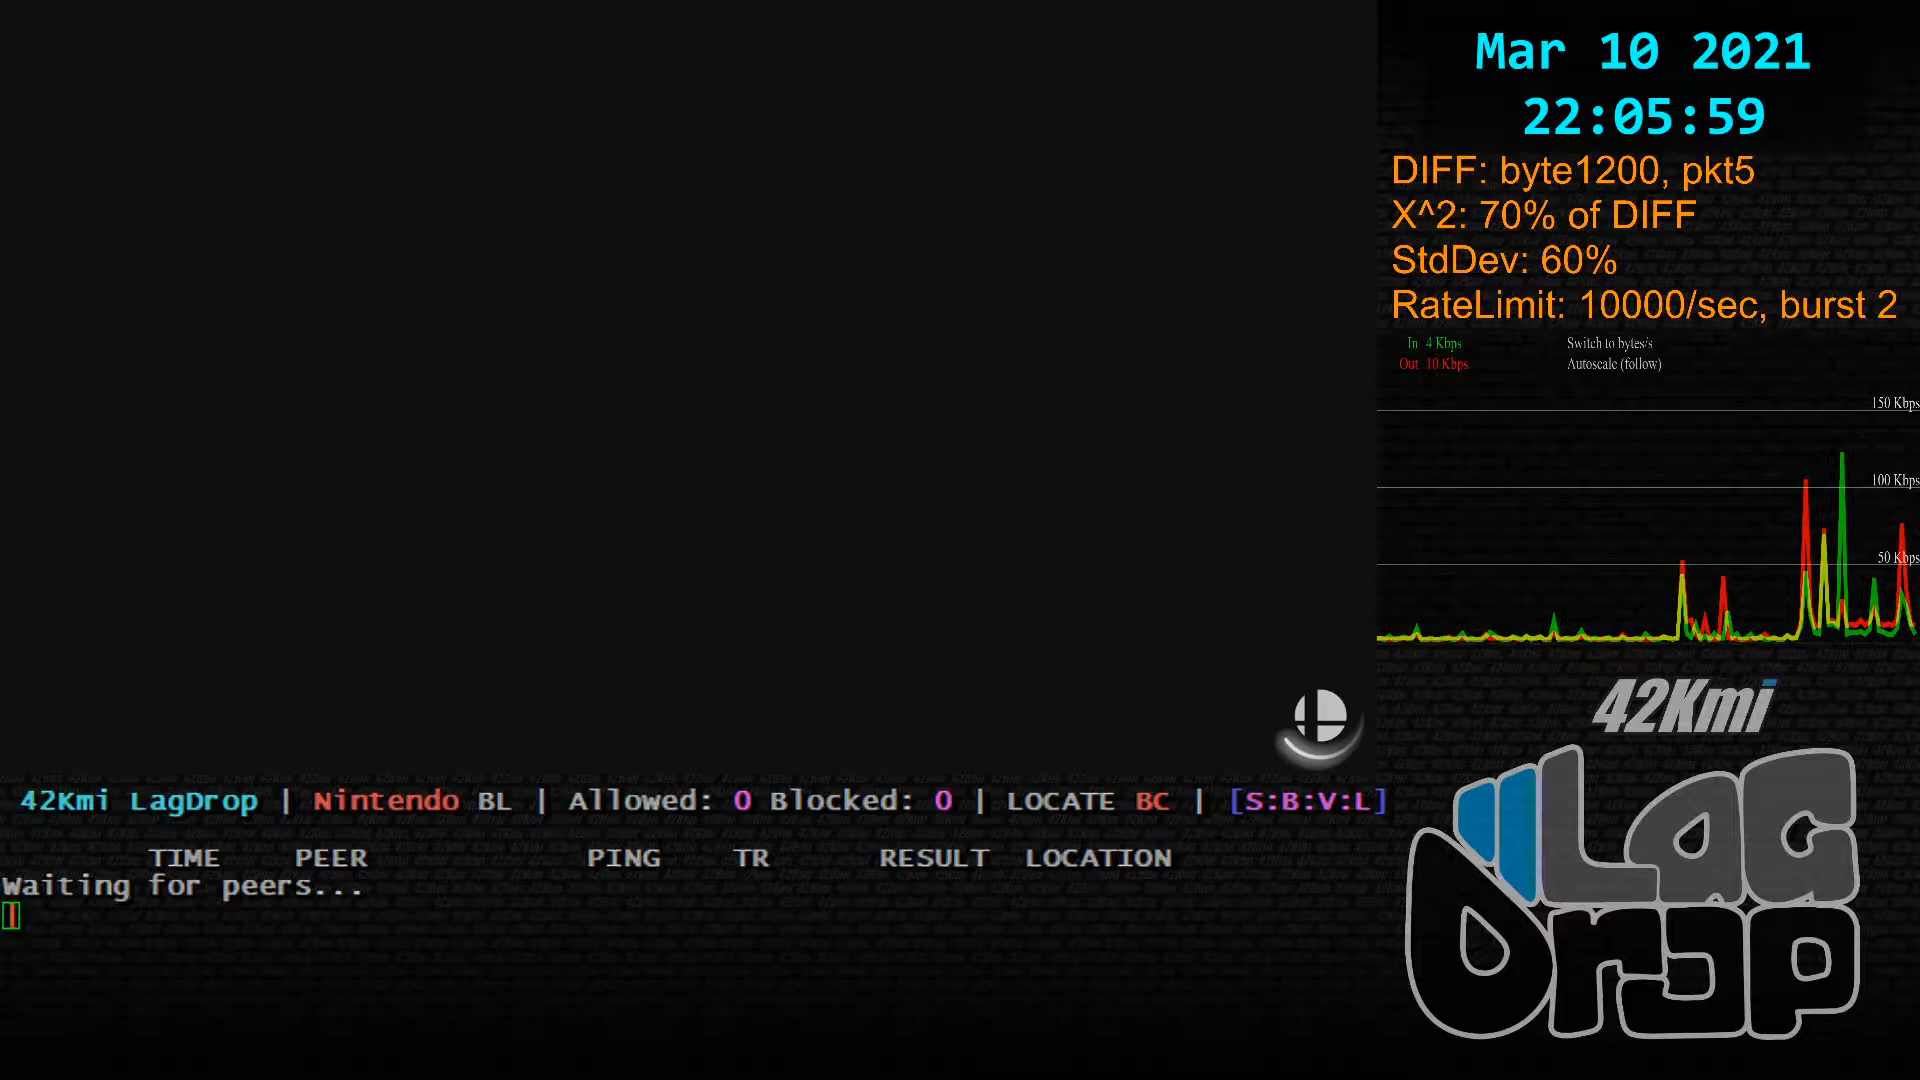 Mar 10 2021
22:05:59
DIFF: byte1200, pkt5
X^2: 70% of DIFF
StdDev: 60%
RateLimit: 10000/sec, burst 2
In 4 Kbps
Switch to bytes/s
Out 10 Kbps
Autoscale (follow)
150 Kbps
100 Kbps
50 Kbps
42Kmi
LagDrop
42Kmi LagDrop | Nintendo BL | Allowed: 0 Blocked: 0 | LOCATE BC | [S:B:V:L]
TIME PEER PING TR RESULT LOCATION
Waiting for peers...